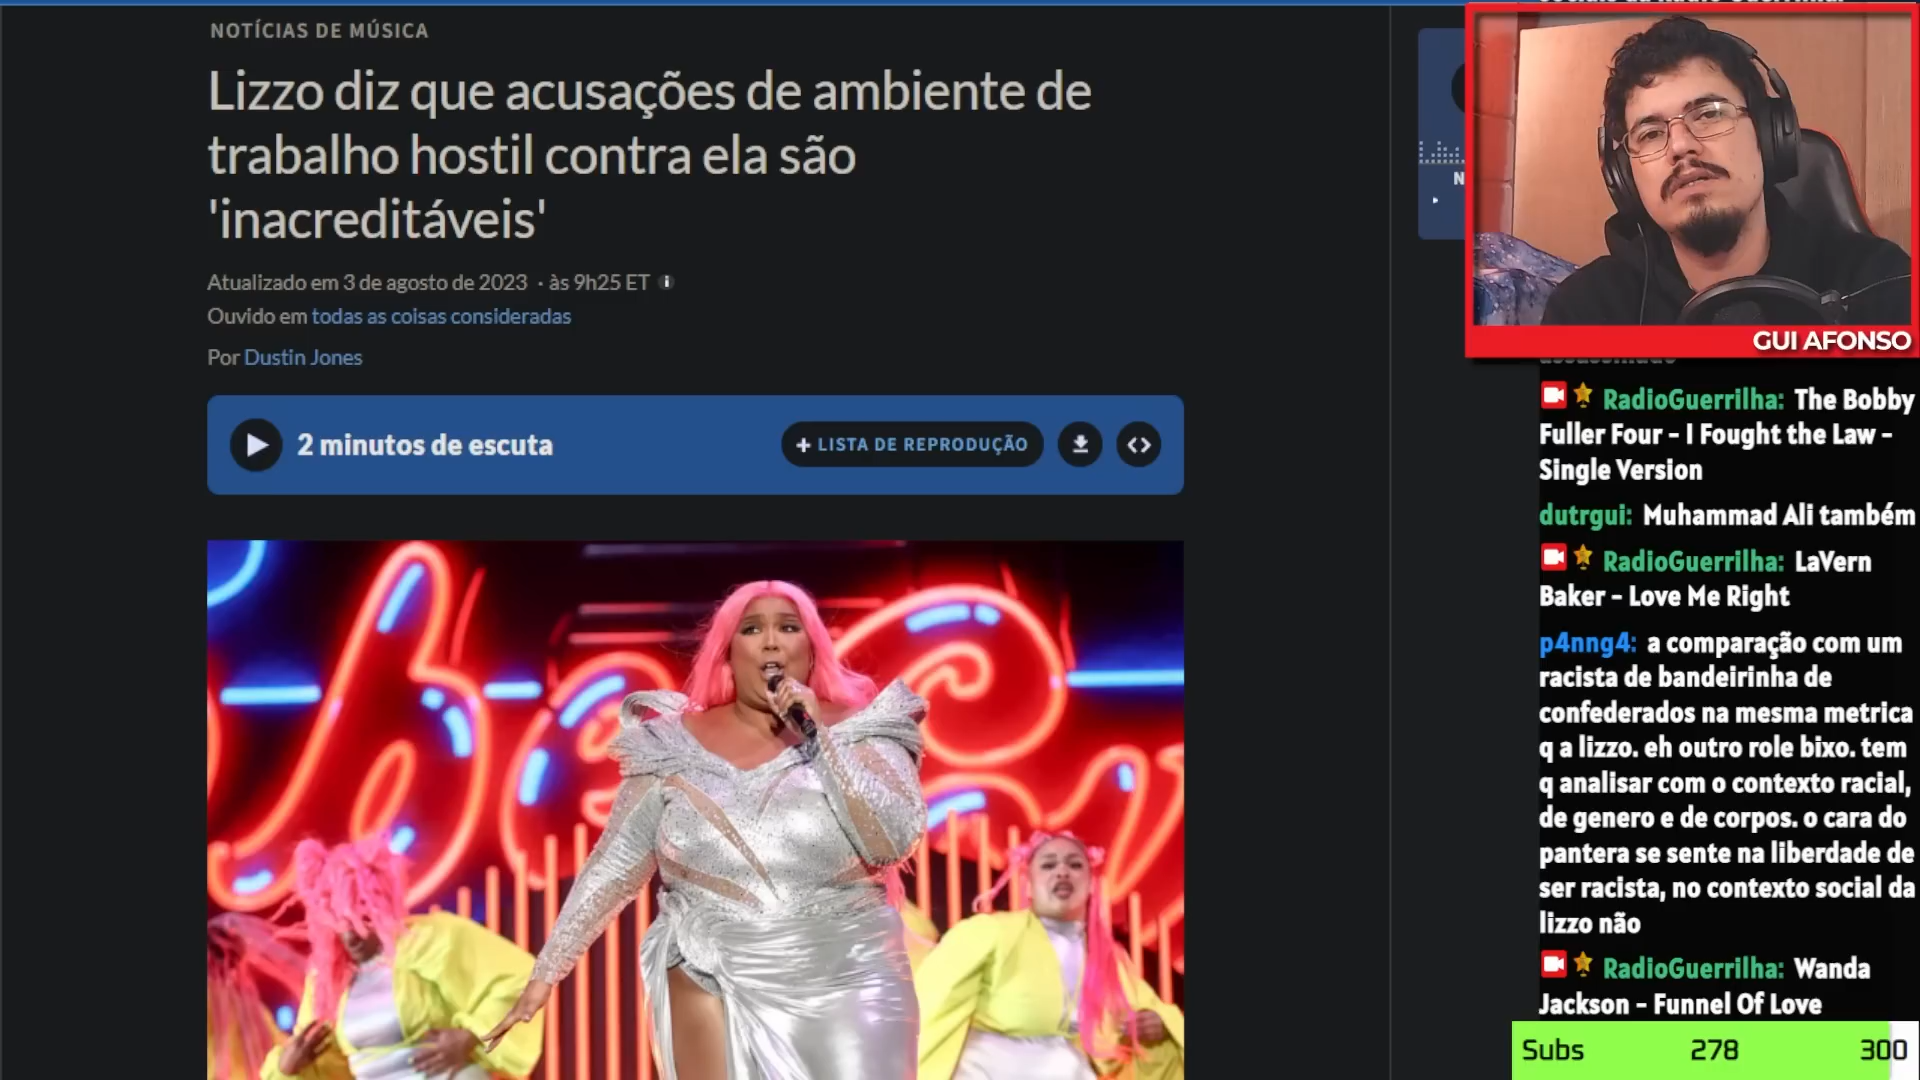 NOTÍCIAS DE MÚSICA
Lizzo diz que acusações de ambiente de
trabalho hostil contra ela são
'inacreditáveis'
Atualizado em 3 de agosto de 2023 · às 9h25 ET
Ouvido em todas as coisas consideradas
Por Dustin Jones
2 minutos de escuta
+ LISTA DE REPRODUÇÃO
N
GUI AFONSO
RadioGuerrilha: The Bobby
Fuller Four - I Fought the Law -
Single Version
dutrgui: Muhammad Ali também
RadioGuerrilha: LaVern
Baker - Love Me Right
p4nng4: a comparação com um
racista de bandeirinha de
confederados na mesma metrica
q a lizzo. eh outro role bixo. tem
q analisar com o contexto racial,
de genero e de corpos. o cara do
pantera se sente na liberdade de
ser racista, no contexto social da
lizzo não
RadioGuerrilha: Wanda
Jackson - Funnel Of Love
Subs 278 300